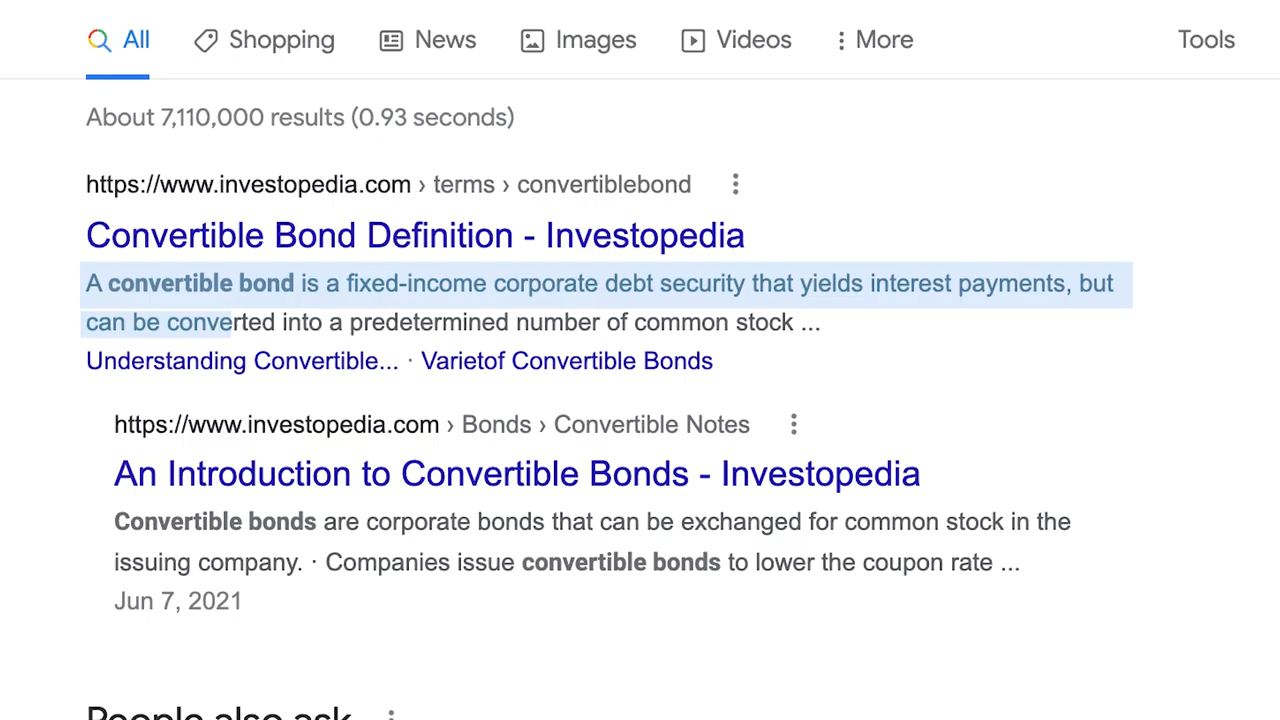 All Shopping News Images Videos More Tools
About 7,110,000 results (0.93 seconds)
https://www.investopedia.com › terms › convertiblebond
Convertible Bond Definition - Investopedia
A convertible bond is a fixed-income corporate debt security that yields interest payments, but
can be converted into a predetermined number of common stock ...
Understanding Convertible... · Varietof Convertible Bonds
https://www.investopedia.com › Bonds › Convertible Notes
An Introduction to Convertible Bonds - Investopedia
Convertible bonds are corporate bonds that can be exchanged for common stock in the
issuing company. · Companies issue convertible bonds to lower the coupon rate ...
Jun 7, 2021
People also ask